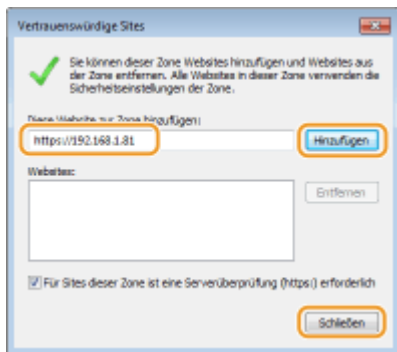 Vertrauenswürdige Sites
Sie können dieser Zone Websites hinzufügen und Websites aus
der Zone entfernen. Alle Websites in dieser Zone verwenden die
Sicherheitseinstellungen der Zone.
Diese Website zur Zone hinzufügen:
https://192.168.1.81
Hinzufügen
Websites:
Entfernen
Für Sites dieser Zone ist eine Serverüberprüfung (https:) erforderlich
Schließen